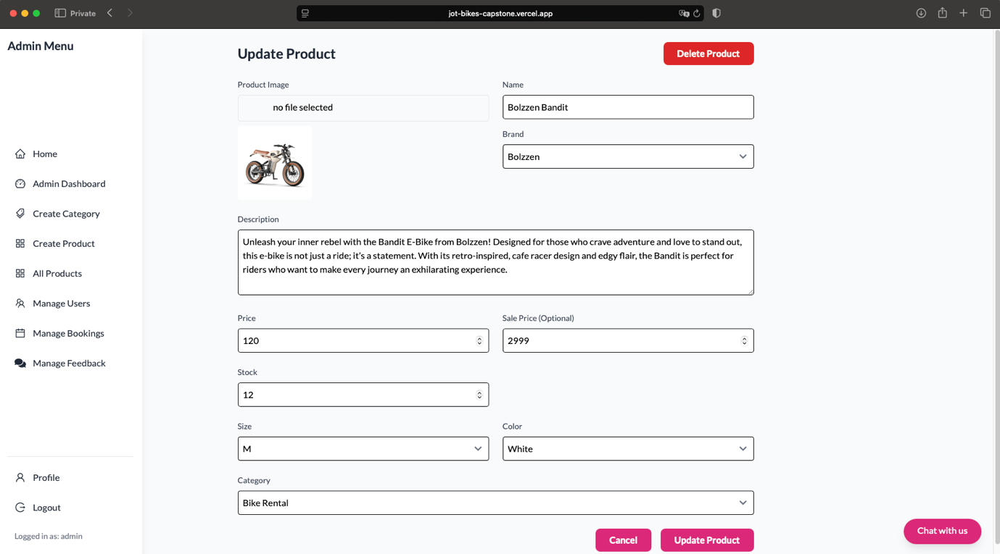 Private
jot-bikes-capstone.vercel.app
Admin Menu
Home
Admin Dashboard
Create Category
Create Product
All Products
Manage Users
Manage Bookings
Manage Feedback
Profile
Logout
Logged in as: admin
Update Product
Delete Product
Product Image
no file selected
Name
Bolzzen Bandit
Brand
Bolzzen
Description
Unleash your inner rebel with the Bandit E-Bike from Bolzzen! Designed for those who crave adventure and love to stand out,
this e-bike is not just a ride; it's a statement. With its retro-inspired, cafe racer design and edgy flair, the Bandit is perfect for
riders who want to make every journey an exhilarating experience.
Price
120
Sale Price (Optional)
2999
Stock
12
Size
M
Color
White
Category
Bike Rental
Cancel
Update Product
Chat with us